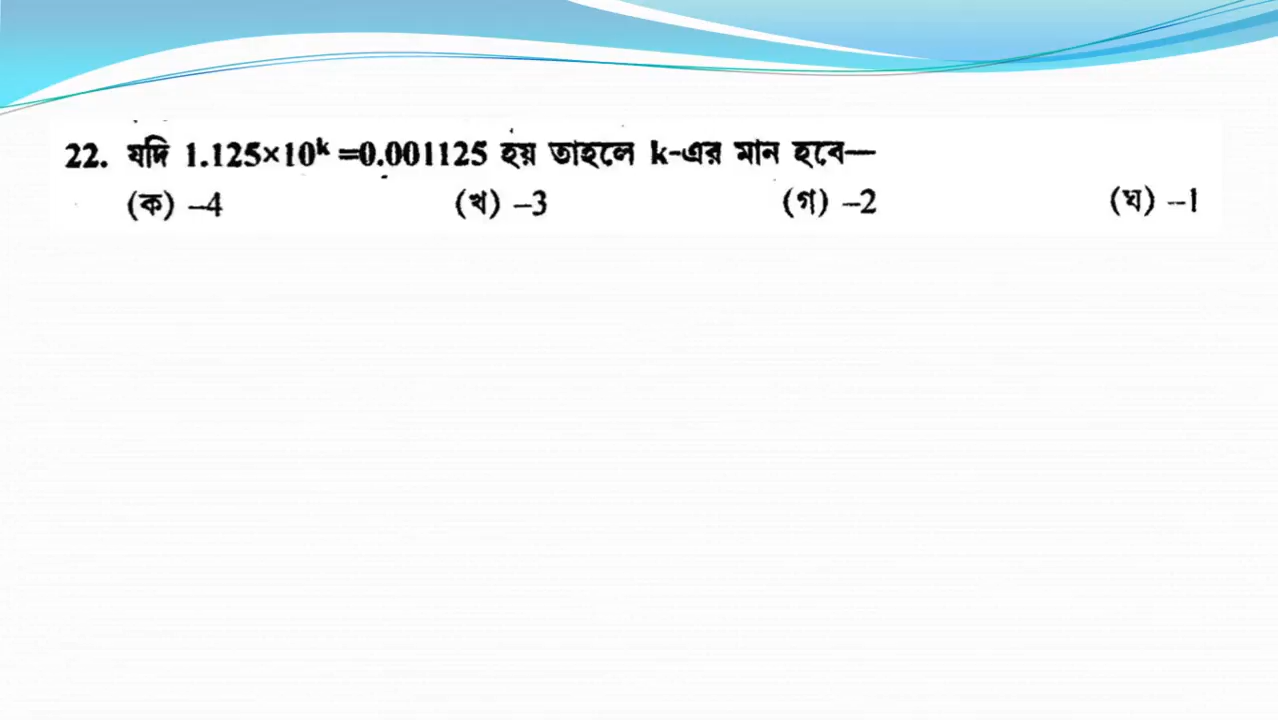 22. যদি 1.125×10ᵏ =0.001125 হয় তাহলে k-এর মান হবে—
(ক) –4 (খ) –3 (গ) –2 (ঘ) –1